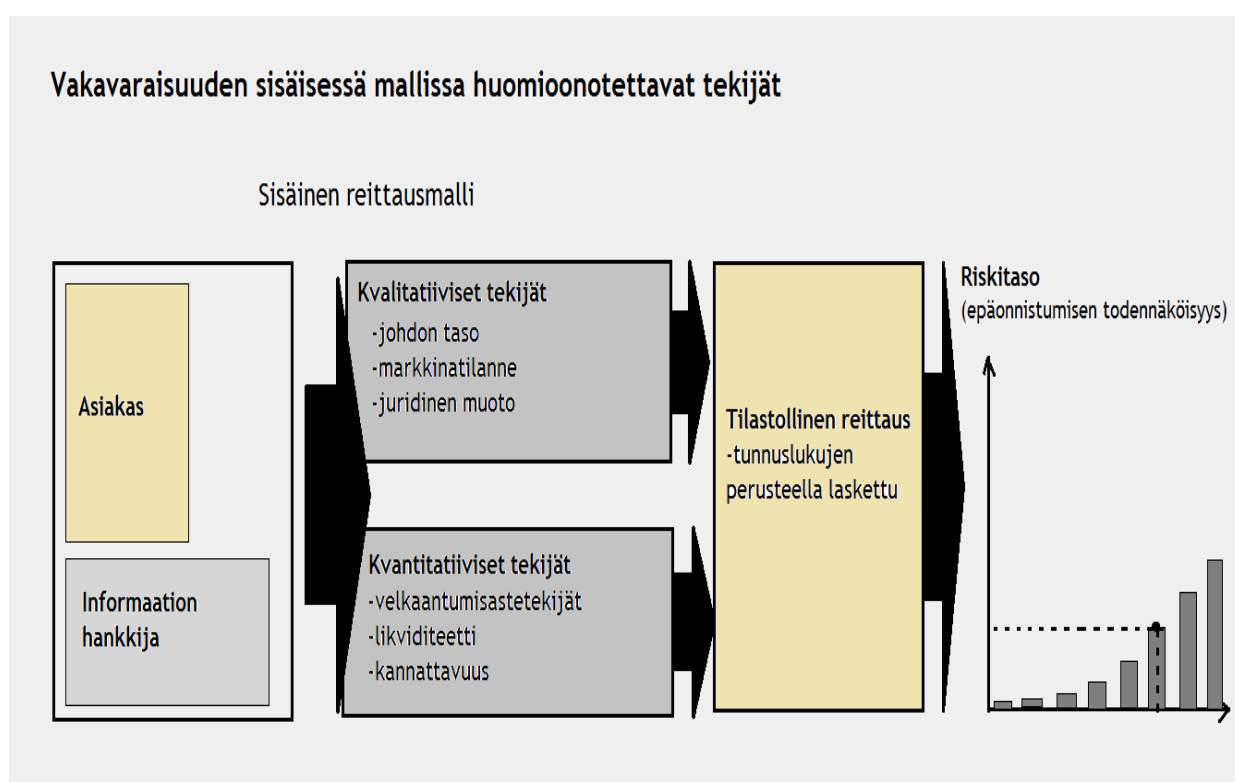 Vakavaraisuuden sisäisessä mallissa huomioonotettavat tekijät
Sisäinen reittausmalli
Asiakas
Informaation
hankkija
Kvalitatiiviset tekijät
-johdon taso
-markkinatilanne
-juridinen muoto
Kvantitatiiviset tekijät
-velkaantumisastetekijät
-likviditeetti
-kannattavuus
Tilastollinen reittaus
-tunnuslukujen
perusteella laskettu
Riskitaso
(epäonnistumisen todennäköisyys)